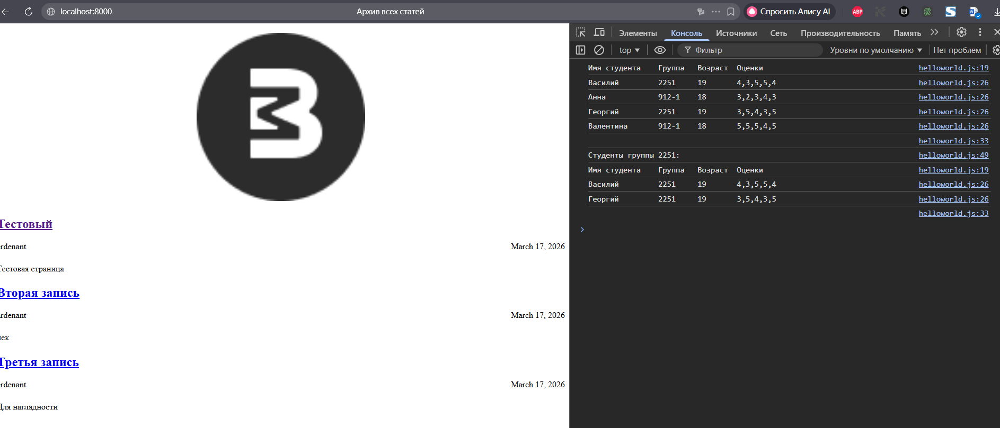 localhost:8000
Архив всех статей
Спросить Алису AI
ABP
Элементы Консоль Источники Сеть Производительность Память
top Фильтр Уровни по умолчанию Нет проблем
Имя студента Группа Возраст Оценки helloworld.js:19
Василий 2251 19 4,3,5,5,4 helloworld.js:26
Анна 912-1 18 3,2,3,4,3 helloworld.js:26
Георгий 2251 19 3,5,4,3,5 helloworld.js:26
Валентина 912-1 18 5,5,5,4,5 helloworld.js:26
helloworld.js:33
Студенты группы 2251: helloworld.js:49
Имя студента Группа Возраст Оценки helloworld.js:19
Василий 2251 19 4,3,5,5,4 helloworld.js:26
Георгий 2251 19 3,5,4,3,5 helloworld.js:26
helloworld.js:33
Тестовый
rdenant March 17, 2026
Тестовая страница
Вторая запись
rdenant March 17, 2026
Третья запись
rdenant March 17, 2026
Для наглядности